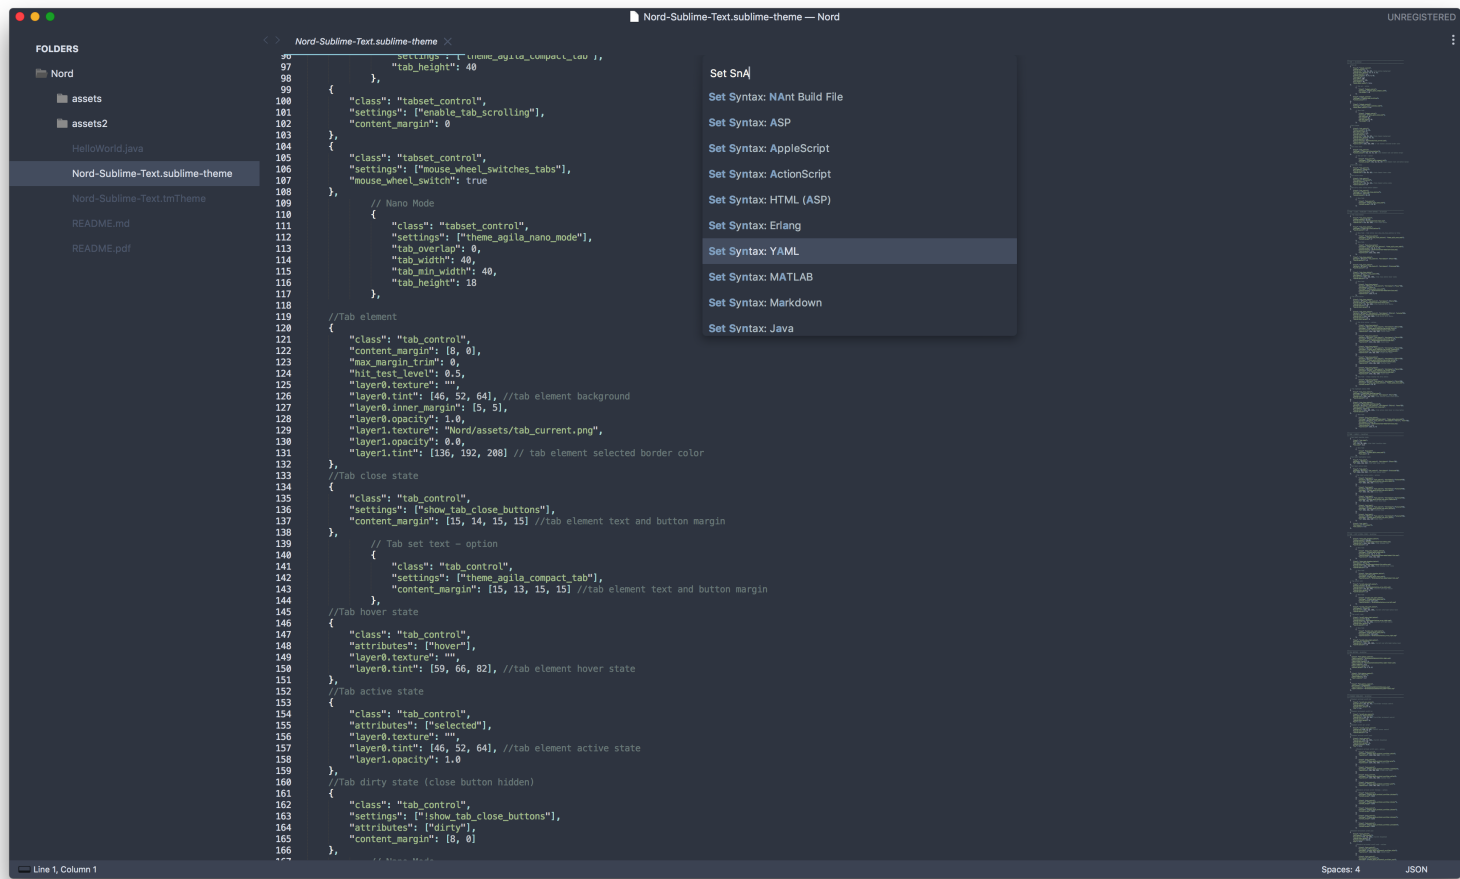 Nord-Sublime-Text.sublime-theme — Nord
UNREGISTERED
FOLDERS
Nord
assets
assets2
HelloWorld.java
Nord-Sublime-Text.sublime-theme
Nord-Sublime-Text.tmTheme
README.md
README.pdf
Nord-Sublime-Text.sublime-theme
96 "settings": ["theme_agila_compact_tab"],
97 "tab_height": 40
98 },
99 {
100 "class": "tabset_control",
101 "settings": ["enable_tab_scrolling"],
102 "content_margin": 0
103 },
104 {
105 "class": "tabset_control",
106 "settings": ["mouse_wheel_switches_tabs"],
107 "mouse_wheel_switch": true
108 },
109 // Nano Mode
110 {
111 "class": "tabset_control",
112 "settings": ["theme_agila_nano_mode"],
113 "tab_overlap": 0,
114 "tab_width": 40,
115 "tab_min_width": 40,
116 "tab_height": 18
117 },
118
119 //Tab element
120 {
121 "class": "tab_control",
122 "content_margin": [8, 0],
123 "max_margin_trim": 0,
124 "hit_test_level": 0.5,
125 "layer0.texture": "",
126 "layer0.tint": [46, 52, 64], //tab element background
127 "layer0.inner_margin": [5, 5],
128 "layer0.opacity": 1.0,
129 "layer1.texture": "Nord/assets/tab_current.png",
130 "layer1.opacity": 0.0,
131 "layer1.tint": [136, 192, 208] // tab element selected border color
132 },
133 //Tab close state
134 {
135 "class": "tab_control",
136 "settings": ["show_tab_close_buttons"],
137 "content_margin": [15, 14, 15, 15] //tab element text and button margin
138 },
139 // Tab set text ~ option
140 {
141 "class": "tab_control",
142 "settings": ["theme_agila_compact_tab"],
143 "content_margin": [15, 13, 15, 15] //tab element text and button margin
144 },
145 //Tab hover state
146 {
147 "class": "tab_control",
148 "attributes": ["hover"],
149 "layer0.texture": "",
150 "layer0.tint": [59, 66, 82], //tab element hover state
151 },
152 //Tab active state
153 {
154 "class": "tab_control",
155 "attributes": ["selected"],
156 "layer0.texture": "",
157 "layer0.tint": [46, 52, 64], //tab element active state
158 "layer1.opacity": 1.0
159 },
160 //Tab dirty state (close button hidden)
161 {
162 "class": "tab_control",
163 "settings": ["!show_tab_close_buttons"],
164 "attributes": ["dirty"],
165 "content_margin": [8, 0]
166 },
167 // Nano Mode
Set SnA
Set Syntax: NAnt Build File
Set Syntax: ASP
Set Syntax: AppleScript
Set Syntax: ActionScript
Set Syntax: HTML (ASP)
Set Syntax: Erlang
Set Syntax: YAML
Set Syntax: MATLAB
Set Syntax: Markdown
Set Syntax: Java
Line 1, Column 1
Spaces: 4
JSON